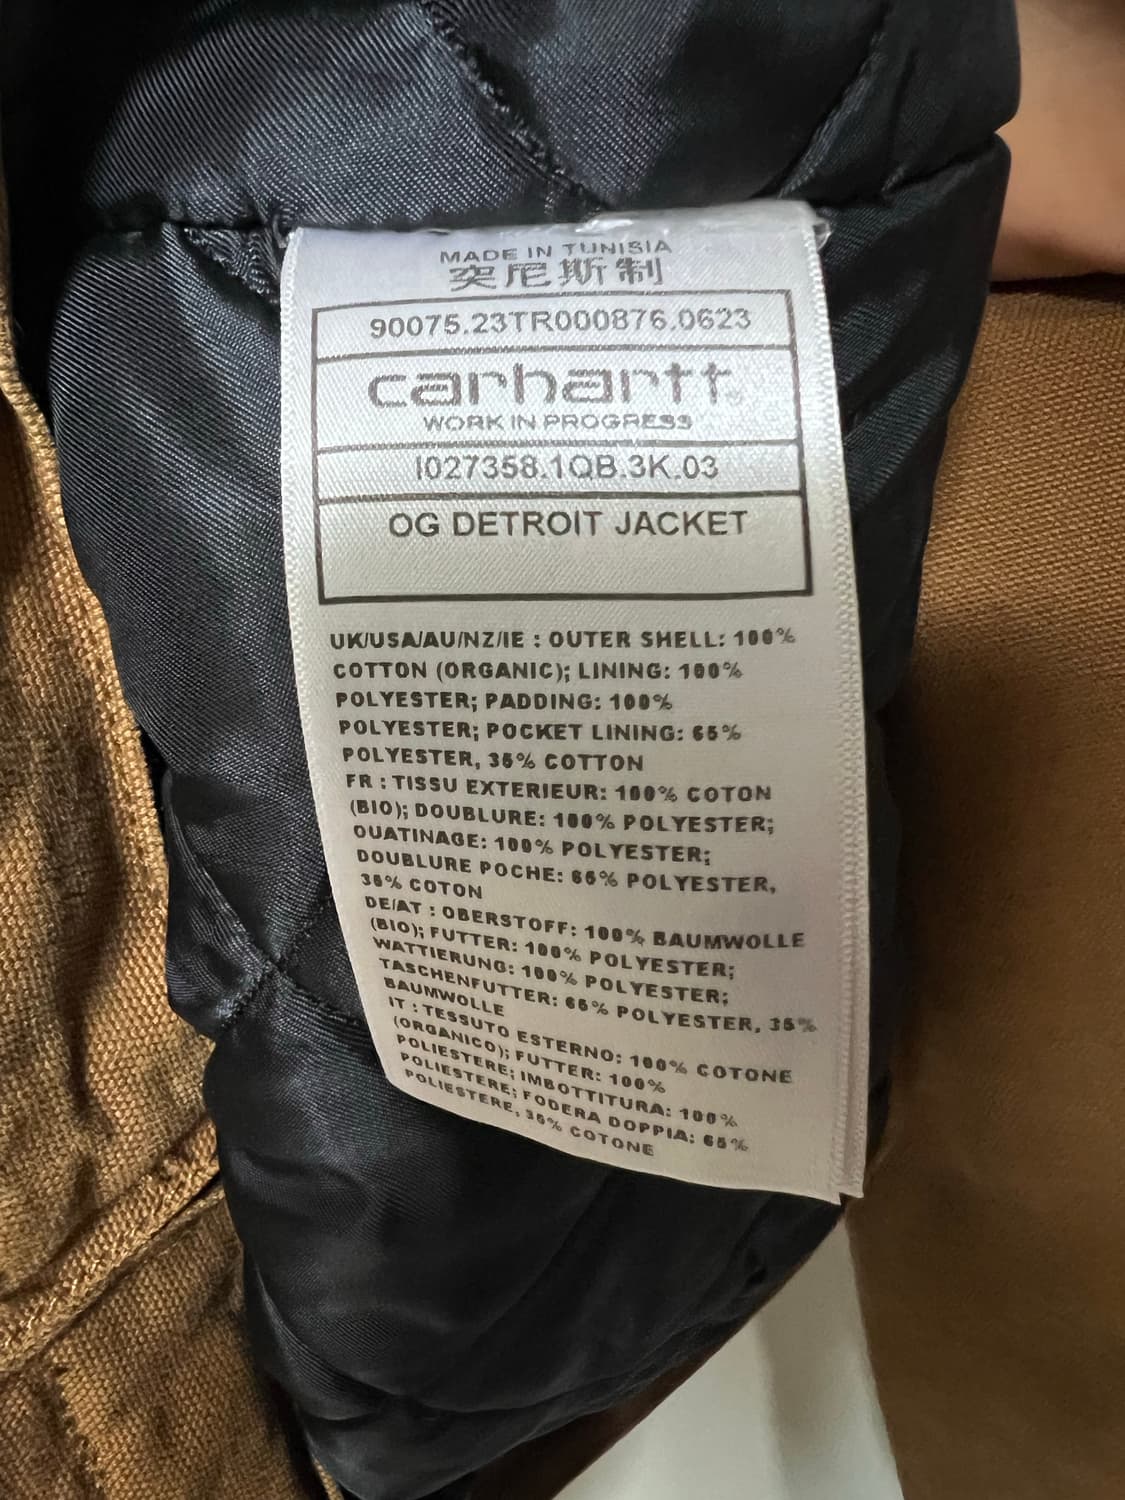 MADE IN TUNISIA
突尼斯制
90075.23TR000876.0623
carhartt®
WORK IN PROGRESS
I027358.1QB.3K.03
OG DETROIT JACKET
UK/USA/AU/NZ/IE : OUTER SHELL: 100%
COTTON (ORGANIC); LINING: 100%
POLYESTER; PADDING: 100%
POLYESTER; POCKET LINING: 65%
POLYESTER, 35% COTTON
FR : TISSU EXTERIEUR: 100% COTON
(BIO); DOUBLURE: 100% POLYESTER;
OUATINAGE: 100% POLYESTER;
DOUBLURE POCHE: 65% POLYESTER,
35% COTON
DE/AT : OBERSTOFF: 100% BAUMWOLLE
(BIO); FUTTER: 100% POLYESTER;
WATTIERUNG: 100% POLYESTER;
TASCHENFUTTER: 65% POLYESTER, 35%
BAUMWOLLE
IT : TESSUTO ESTERNO: 100% COTONE
(ORGANICO); FUTTER: 100%
POLIESTERE; IMBOTTITURA: 100%
POLIESTERE; FODERA DOPPIA: 65%
POLIESTERE, 35% COTONE